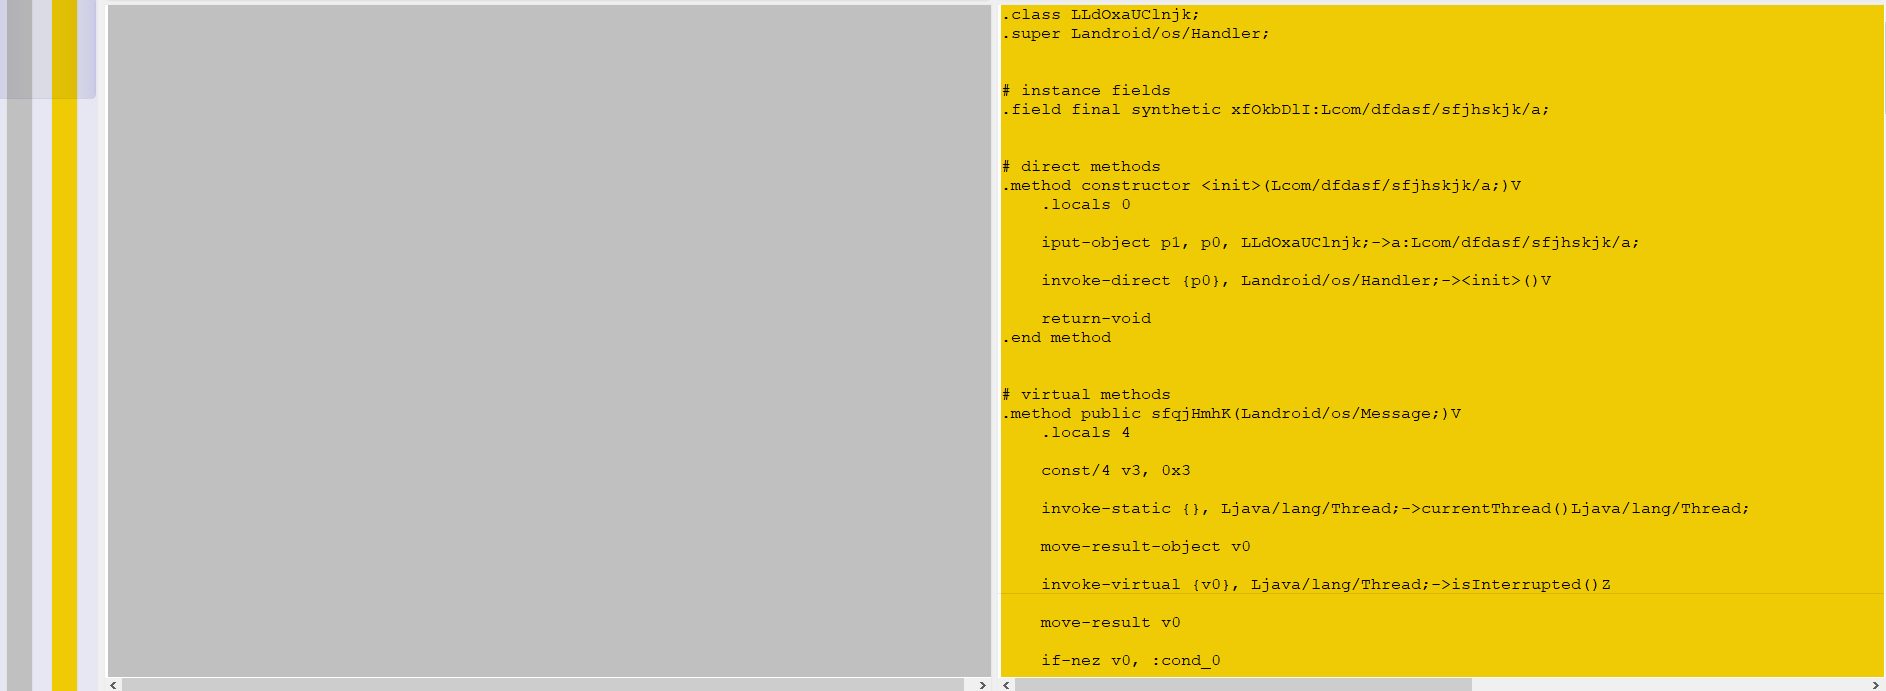 .class LLdOxaUClnjk;
.super Landroid/os/Handler;
# instance fields
.field final synthetic xfOkbDlI:Lcom/dfdasf/sfjhskjk/a;
# direct methods
.method constructor <init>(Lcom/dfdasf/sfjhskjk/a;)V
.locals 0
iput-object p1, p0, LLdOxaUClnjk;->a:Lcom/dfdasf/sfjhskjk/a;
invoke-direct {p0}, Landroid/os/Handler;-><init>()V
return-void
.end method
# virtual methods
.method public sfqjHmhK(Landroid/os/Message;)V
.locals 4
const/4 v3, 0x3
invoke-static {}, Ljava/lang/Thread;->currentThread()Ljava/lang/Thread;
move-result-object v0
invoke-virtual {v0}, Ljava/lang/Thread;->isInterrupted()Z
move-result v0
if-nez v0, :cond_0